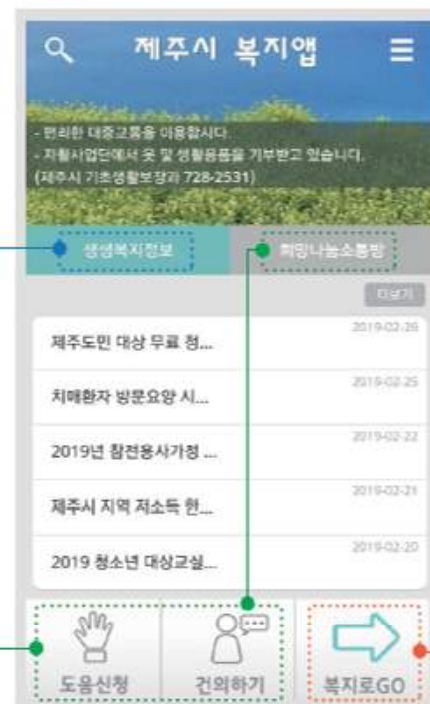 제주시 복지앱
- 편리한 대중교통을 이용합시다.
- 자활사업단에서 옷 및 생활용품을 기부받고 있습니다.
(제주시 기초생활보장과 728-2531)
생생복지정보 희망나눔소통방
더보기
제주도민 대상 무료 정... 2019-02-26
치매환자 방문요양 시... 2019-02-25
2019년 참전용사가정 ... 2019-02-22
제주시 지역 저소득 한... 2019-02-21
2019 청소년 대상교실... 2019-02-20
도움신청 건의하기 복지로GO